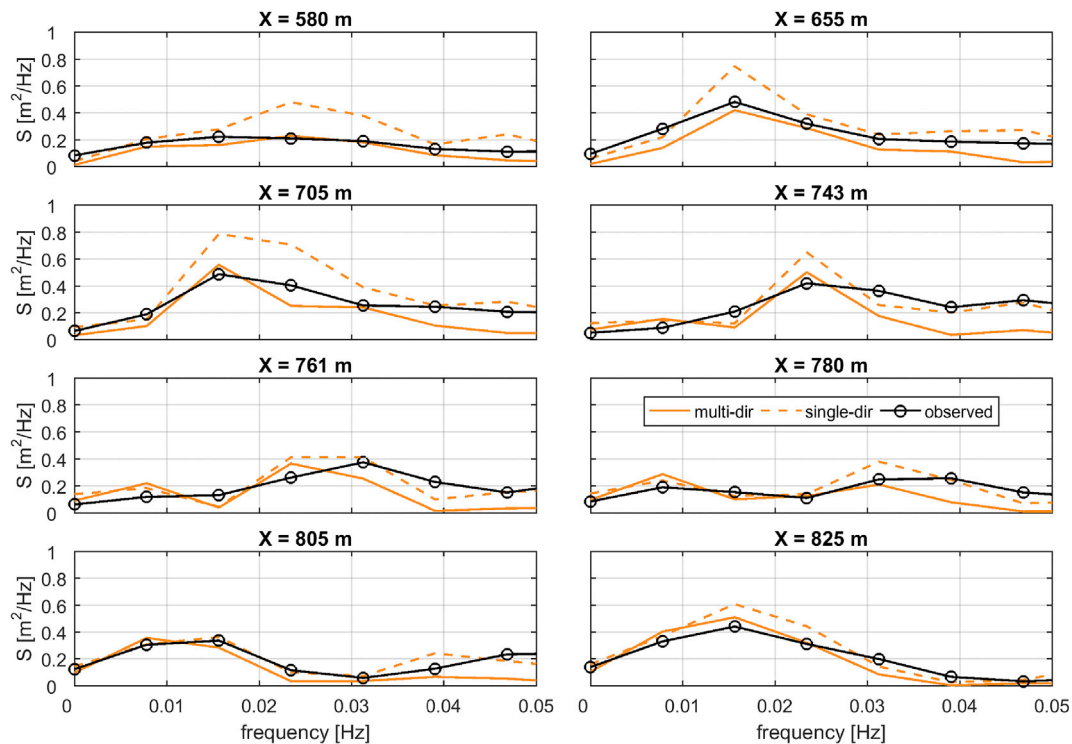 X = 580 m
X = 655 m
S [m²/Hz]
1
0.8
0.6
0.4
0.2
0
X = 705 m
X = 743 m
S [m²/Hz]
1
0.8
0.6
0.4
0.2
0
X = 761 m
X = 780 m
S [m²/Hz]
1
0.8
0.6
0.4
0.2
0
multi-dir single-dir observed
X = 805 m
X = 825 m
S [m²/Hz]
1
0.8
0.6
0.4
0.2
0
0 0.01 0.02 0.03 0.04 0.05
0 0.01 0.02 0.03 0.04 0.05
frequency [Hz]
frequency [Hz]